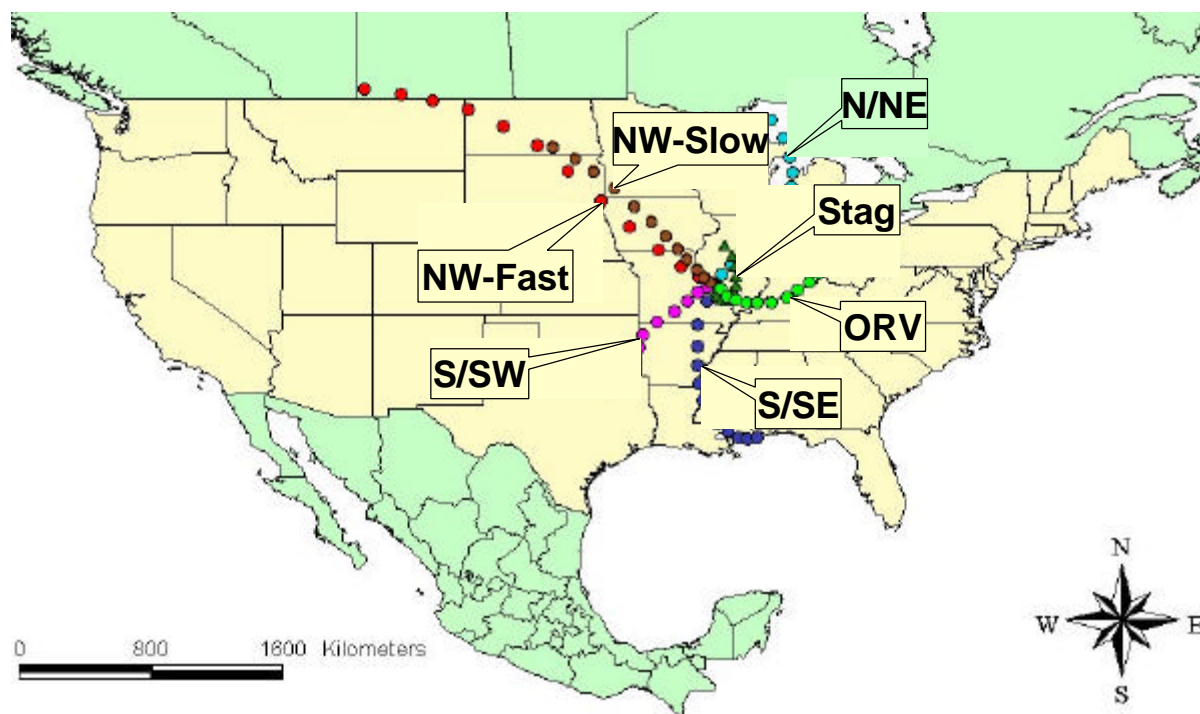 N/NE
NW-Slow
Stag
NW-Fast
ORV
S/SW
S/SE
N
W E
S
0 800 1600 Kilometers